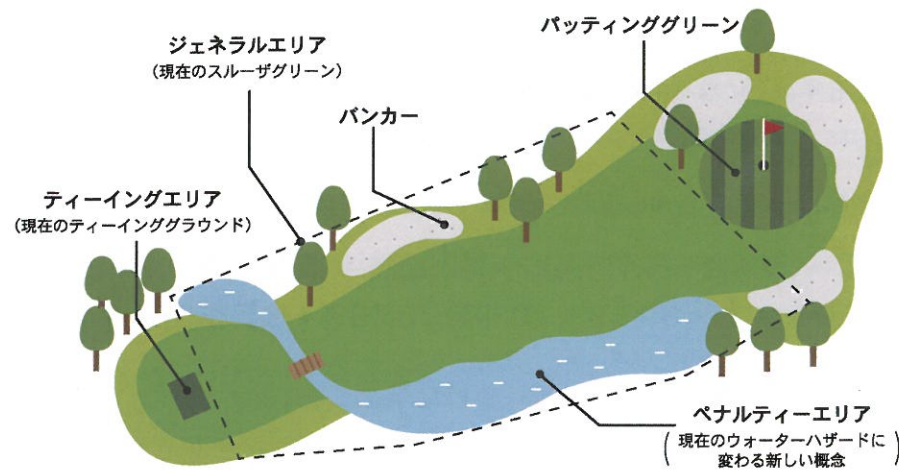 ジェネラルエリア
(現在のスルーザグリーン)
パッティンググリーン
バンカー
ティーイングエリア
(現在のティーインググラウンド)
ペナルティーエリア
(現在のウォーターハザードに
変わる新しい概念)